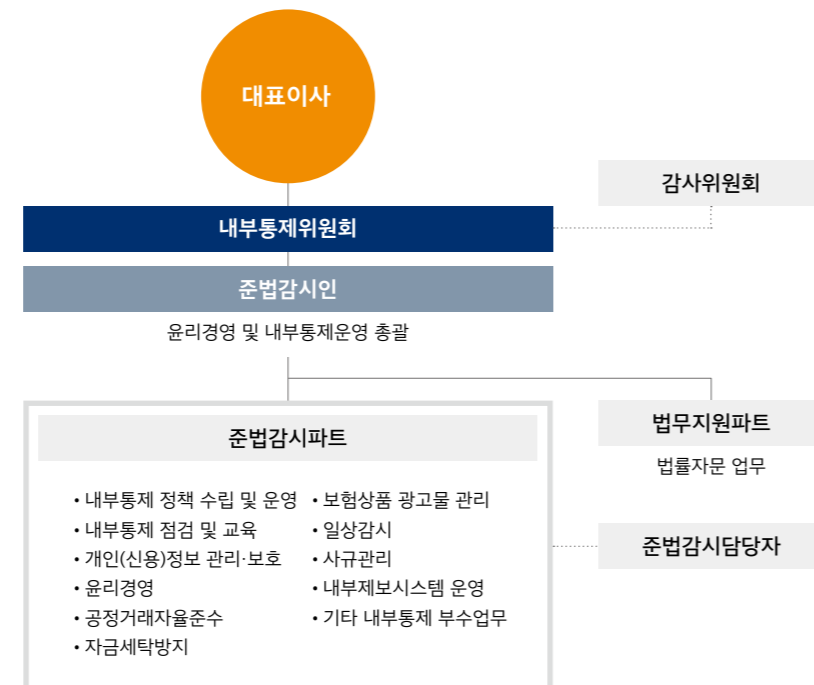 대표이사
감사위원회
내부통제위원회
준법감시인
윤리경영 및 내부통제운영 총괄
준법감시파트
법무지원파트
법률자문 업무
• 내부통제 정책 수립 및 운영
• 내부통제 점검 및 교육
• 개인(신용)정보 관리·보호
• 윤리경영
• 공정거래자율준수
• 자금세탁방지
• 보험상품 광고물 관리
• 일상감시
• 사규관리
• 내부제보시스템 운영
• 기타 내부통제 부수업무
준법감시담당자